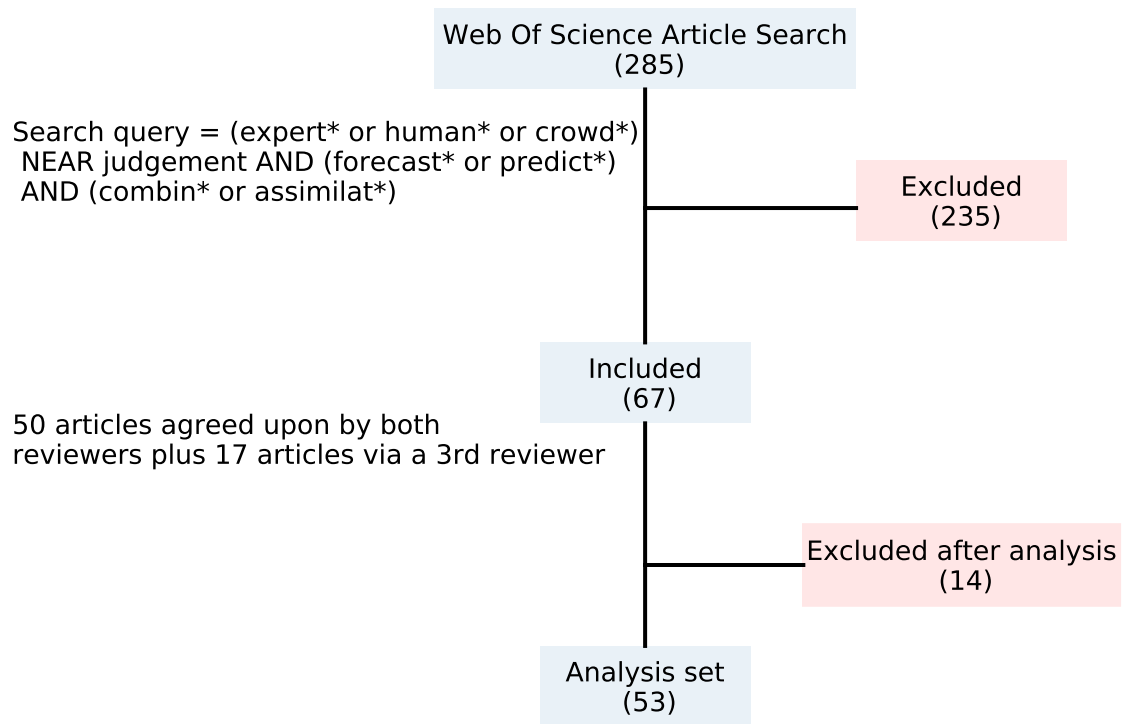 Web Of Science Article Search
(285)
Search query = (expert* or human* or crowd*)
NEAR judgement AND (forecast* or predict*)
AND (combin* or assimilat*)
Excluded
(235)
Included
(67)
50 articles agreed upon by both
reviewers plus 17 articles via a 3rd reviewer
Excluded after analysis
(14)
Analysis set
(53)